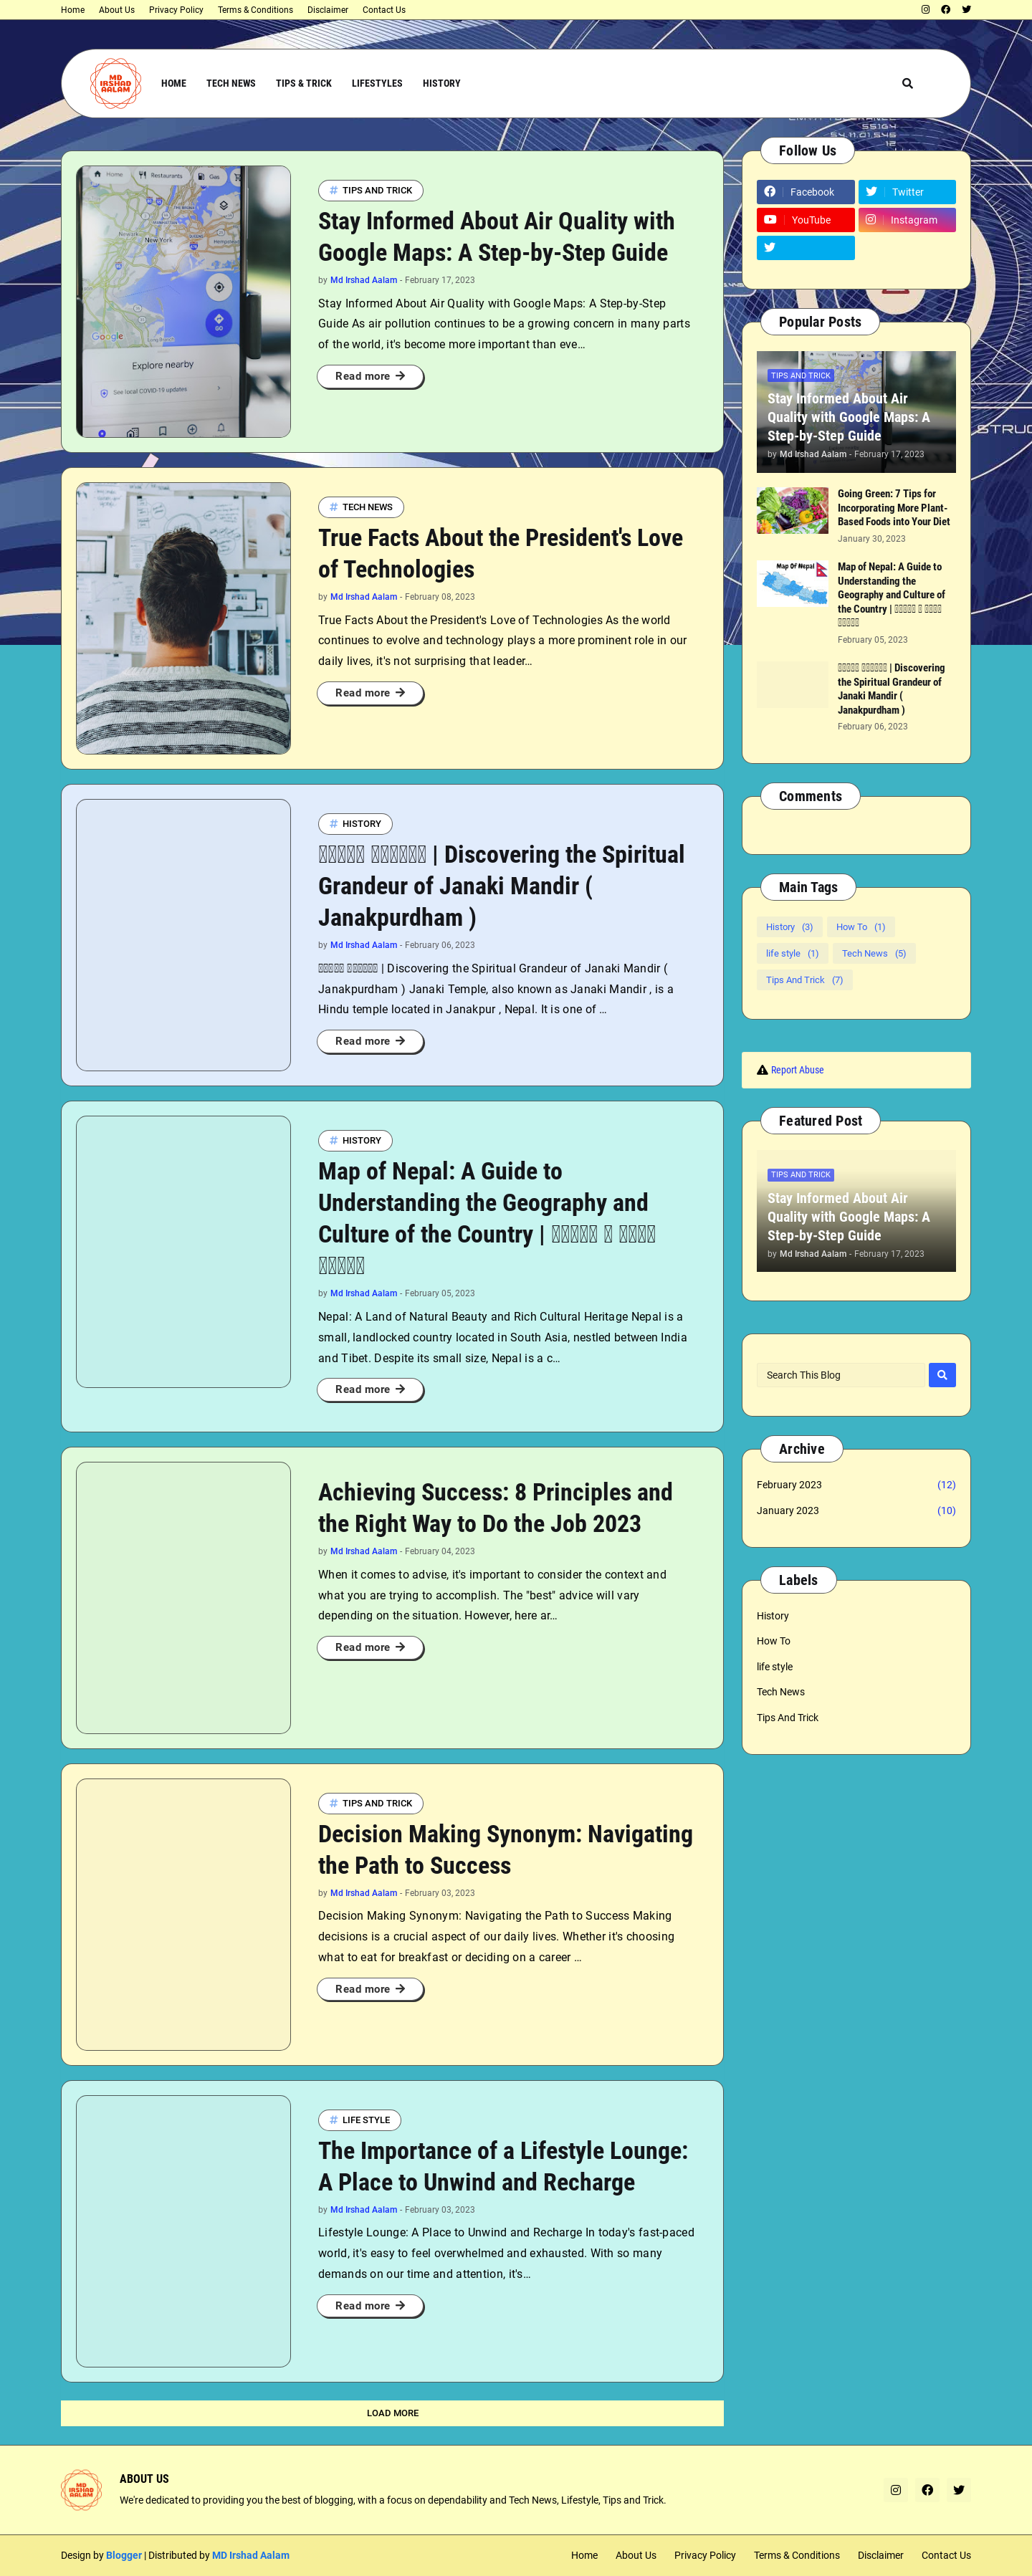 Home About Us Privacy Policy Terms & Conditions Disclaimer Contact Us
MD
IRSHAD
AALAM
HOME TECH NEWS TIPS & TRICK LIFESTYLES HISTORY
# TIPS AND TRICK
Stay Informed About Air Quality with
Google Maps: A Step-by-Step Guide
by Md Irshad Aalam - February 17, 2023
Stay Informed About Air Quality with Google Maps: A Step-by-Step
Guide As air pollution continues to be a growing concern in many parts
of the world, it's become more important than eve...
Read more
Home Restaurants Gas
New York
GO
Google
Explore nearby
See local COVID-19 updates
# TECH NEWS
True Facts About the President's Love
of Technologies
by Md Irshad Aalam - February 08, 2023
True Facts About the President's Love of Technologies As the world
continues to evolve and technology plays a more prominent role in our
daily lives, it's not surprising that leader...
Read more
# HISTORY
| Discovering the Spiritual
Grandeur of Janaki Mandir (
Janakpurdham )
by Md Irshad Aalam - February 06, 2023
| Discovering the Spiritual Grandeur of Janaki Mandir (
Janakpurdham ) Janaki Temple, also known as Janaki Mandir , is a
Hindu temple located in Janakpur , Nepal. It is one of ...
Read more
# HISTORY
Map of Nepal: A Guide to
Understanding the Geography and
Culture of the Country |
by Md Irshad Aalam - February 05, 2023
Nepal: A Land of Natural Beauty and Rich Cultural Heritage Nepal is a
small, landlocked country located in South Asia, nestled between India
and Tibet. Despite its small size, Nepal is a c...
Read more
Achieving Success: 8 Principles and
the Right Way to Do the Job 2023
by Md Irshad Aalam - February 04, 2023
When it comes to advise, it's important to consider the context and
what you are trying to accomplish. The "best" advice will vary
depending on the situation. However, here ar...
Read more
# TIPS AND TRICK
Decision Making Synonym: Navigating
the Path to Success
by Md Irshad Aalam - February 03, 2023
Decision Making Synonym: Navigating the Path to Success Making
decisions is a crucial aspect of our daily lives. Whether it's choosing
what to eat for breakfast or deciding on a career ...
Read more
# LIFE STYLE
The Importance of a Lifestyle Lounge:
A Place to Unwind and Recharge
by Md Irshad Aalam - February 03, 2023
Lifestyle Lounge: A Place to Unwind and Recharge In today's fast-paced
world, it's easy to feel overwhelmed and exhausted. With so many
demands on our time and attention, it's...
Read more
LOAD MORE
55.11.01.545
12
Follow Us
Facebook Twitter
YouTube Instagram
Popular Posts
TIPS AND TRICK
Stay Informed About Air
Quality with Google Maps: A
Step-by-Step Guide
by Md Irshad Aalam - February 17, 2023
Going Green: 7 Tips for
Incorporating More Plant-
Based Foods into Your Diet
January 30, 2023
Map Of Nepal
Map of Nepal: A Guide to
Understanding the
Geography and Culture of
the Country |
February 05, 2023
| Discovering
the Spiritual Grandeur of
Janaki Mandir (
Janakpurdham )
February 06, 2023
Comments
Main Tags
History (3) How To (1)
life style (1) Tech News (5)
Tips And Trick (7)
Report Abuse
Featured Post
TIPS AND TRICK
Stay Informed About Air
Quality with Google Maps: A
Step-by-Step Guide
by Md Irshad Aalam - February 17, 2023
Search This Blog
Archive
February 2023 (12)
January 2023 (10)
Labels
History
How To
life style
Tech News
Tips And Trick
MD
IRSHAD
AALAM
ABOUT US
We're dedicated to providing you the best of blogging, with a focus on dependability and Tech News, Lifestyle, Tips and Trick.
Design by Blogger | Distributed by MD Irshad Aalam
Home About Us Privacy Policy Terms & Conditions Disclaimer Contact Us